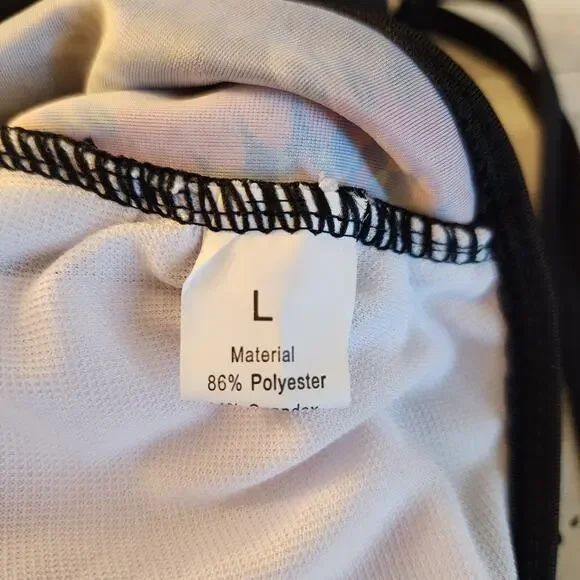 L
Material
86% Polyester